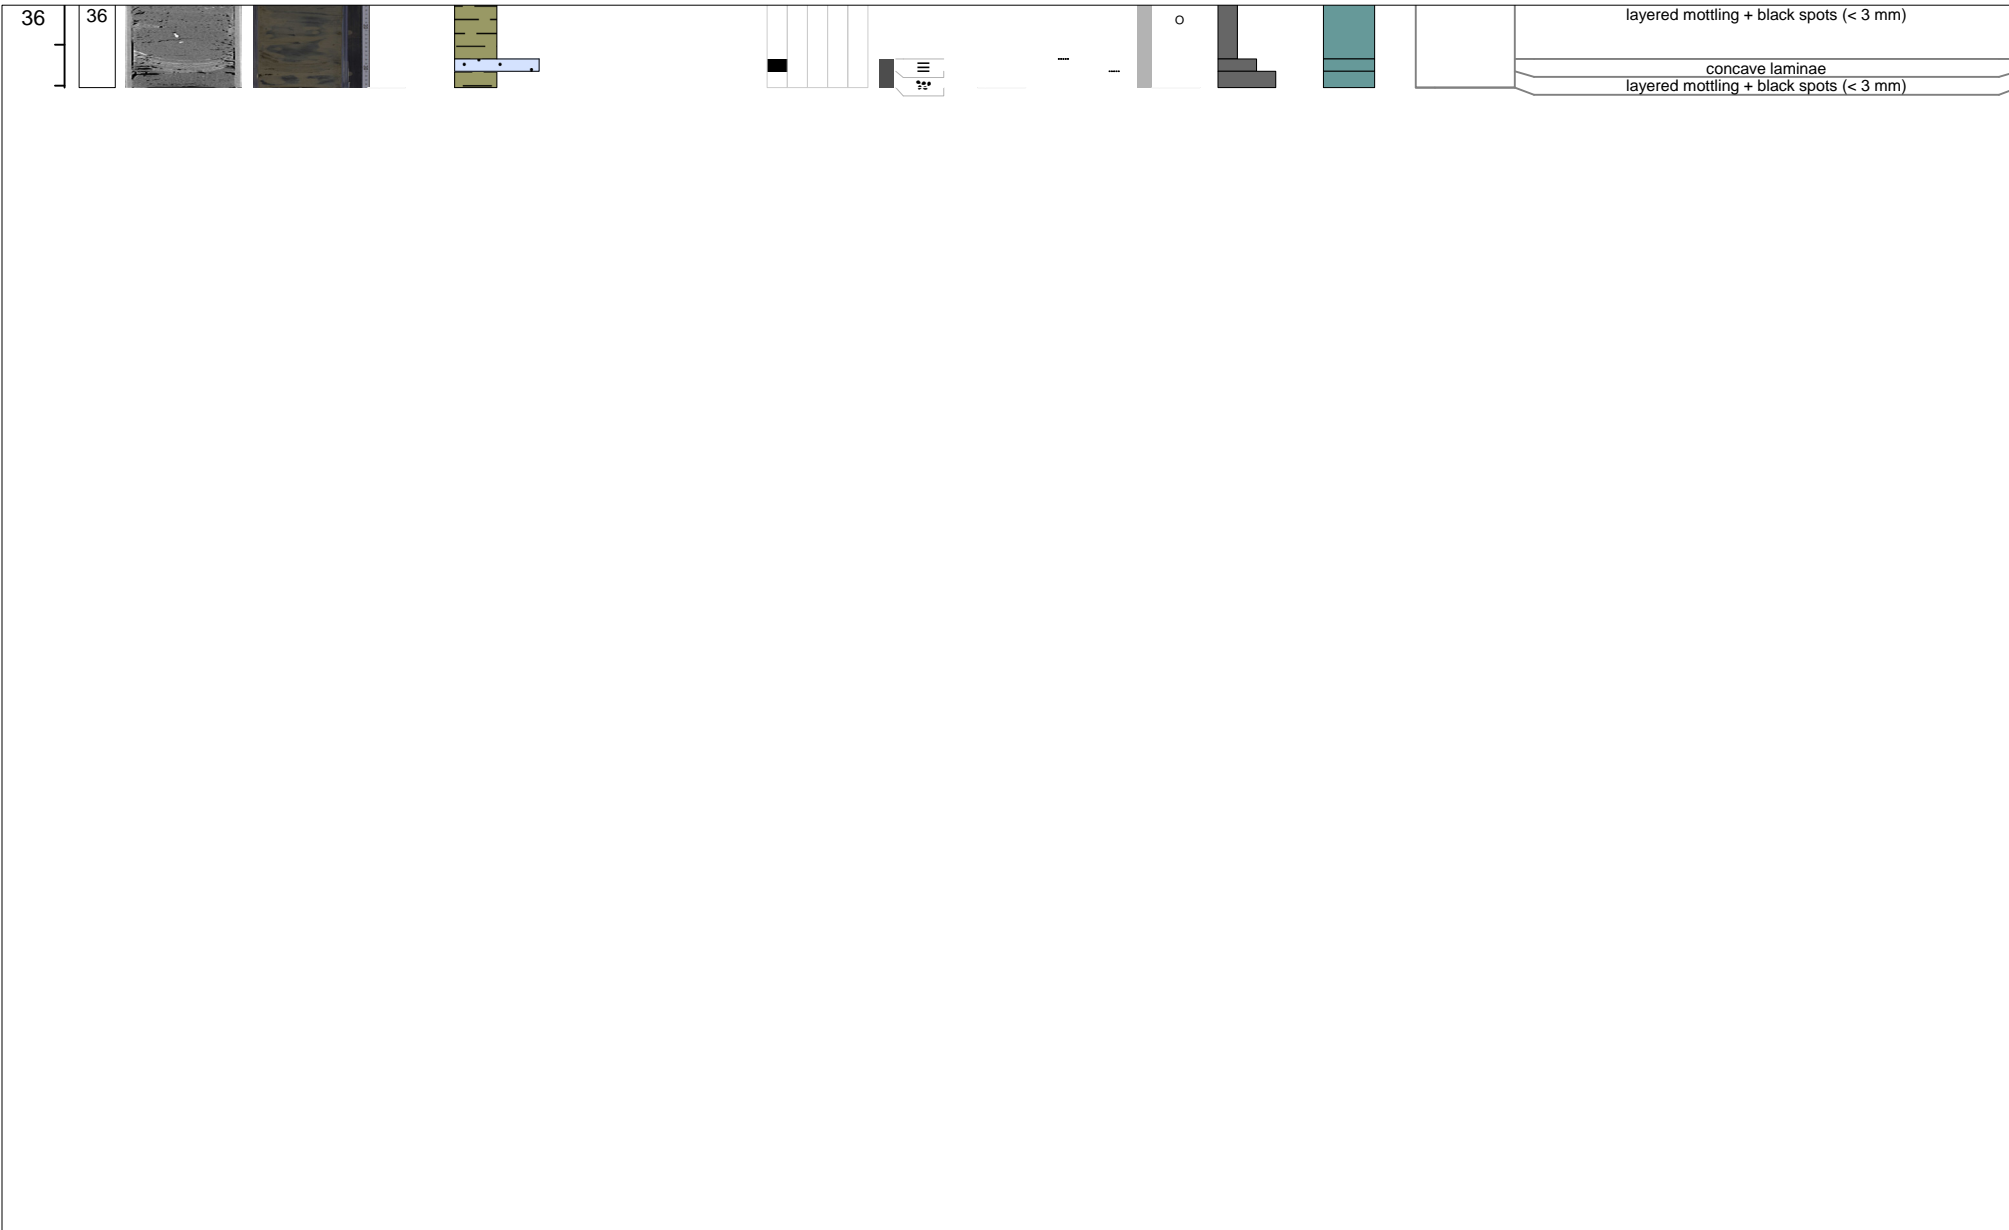 36
36
layered mottling + black spots (< 3 mm)
concave laminae
layered mottling + black spots (< 3 mm)